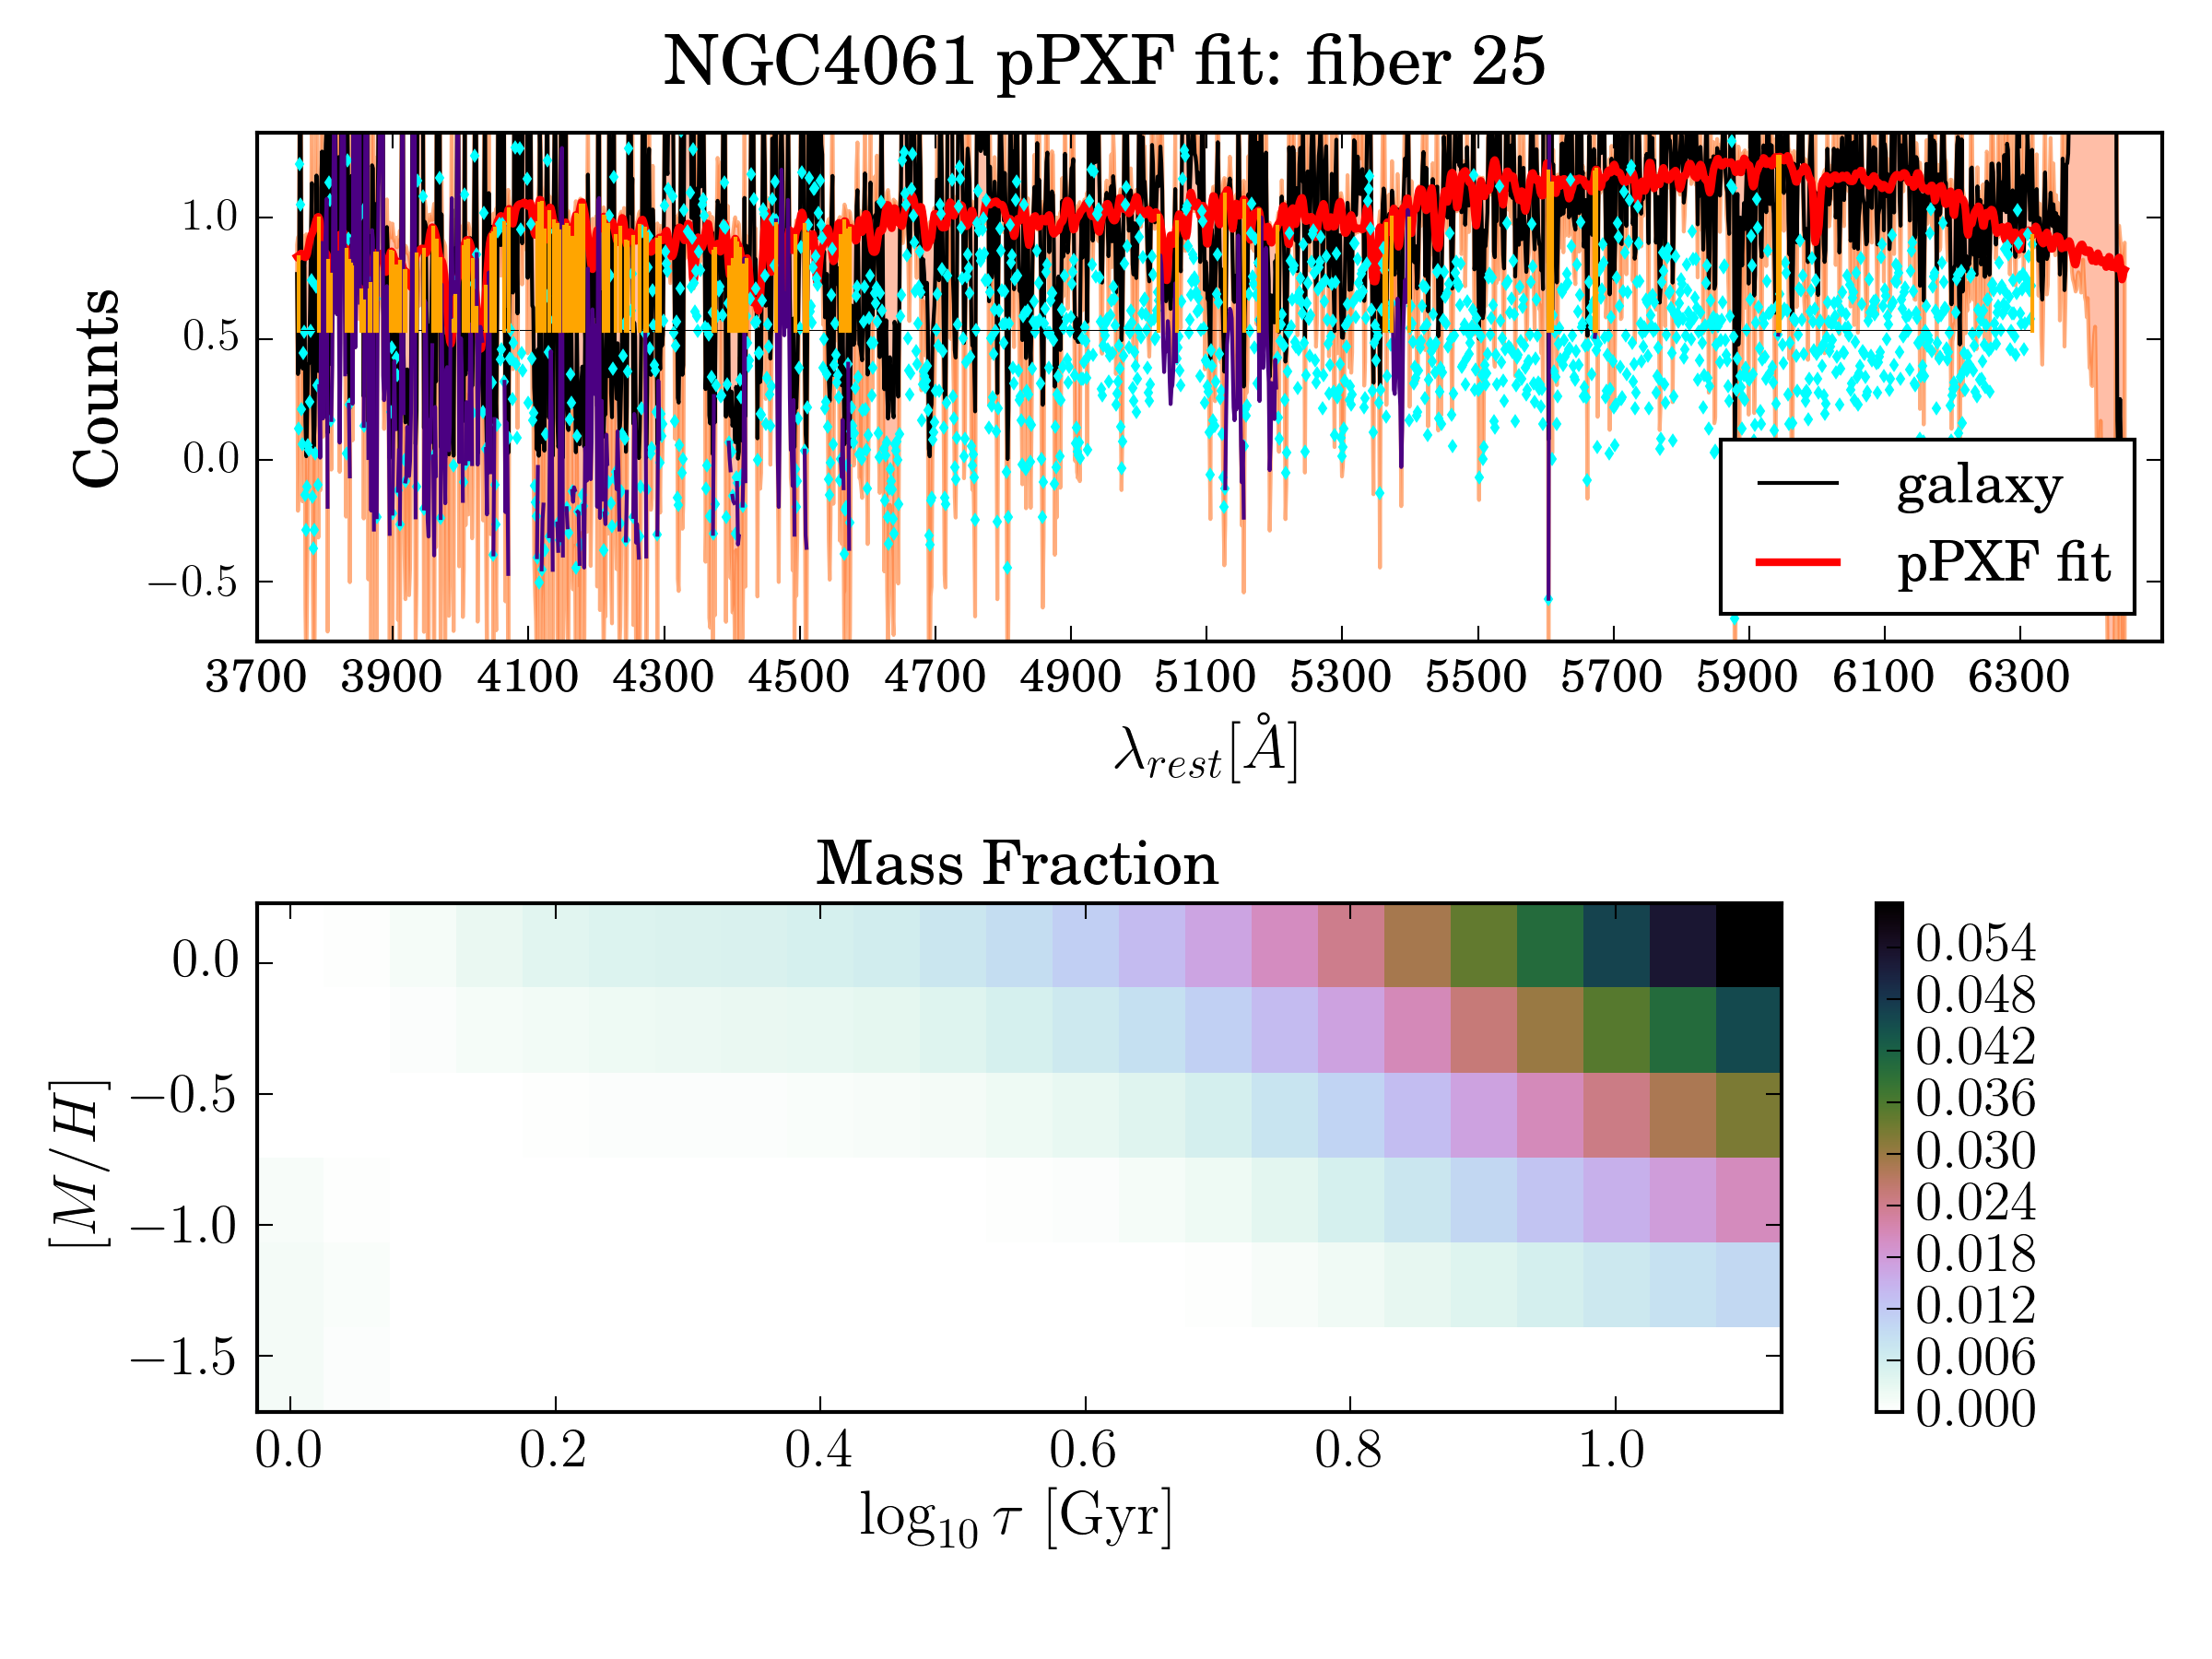 NGC4061 pPXF fit: fiber 25
Counts
1.0
0.5
0.0
−0.5
galaxy
pPXF fit
3700 3900 4100 4300 4500 4700 4900 5100 5300 5500 5700 5900 6100 6300
λ_rest[Å]
Mass Fraction
[M/H]
0.0
−0.5
−1.0
−1.5
0.0 0.2 0.4 0.6 0.8 1.0
log₁₀ τ [Gyr]
0.054
0.048
0.042
0.036
0.030
0.024
0.018
0.012
0.006
0.000